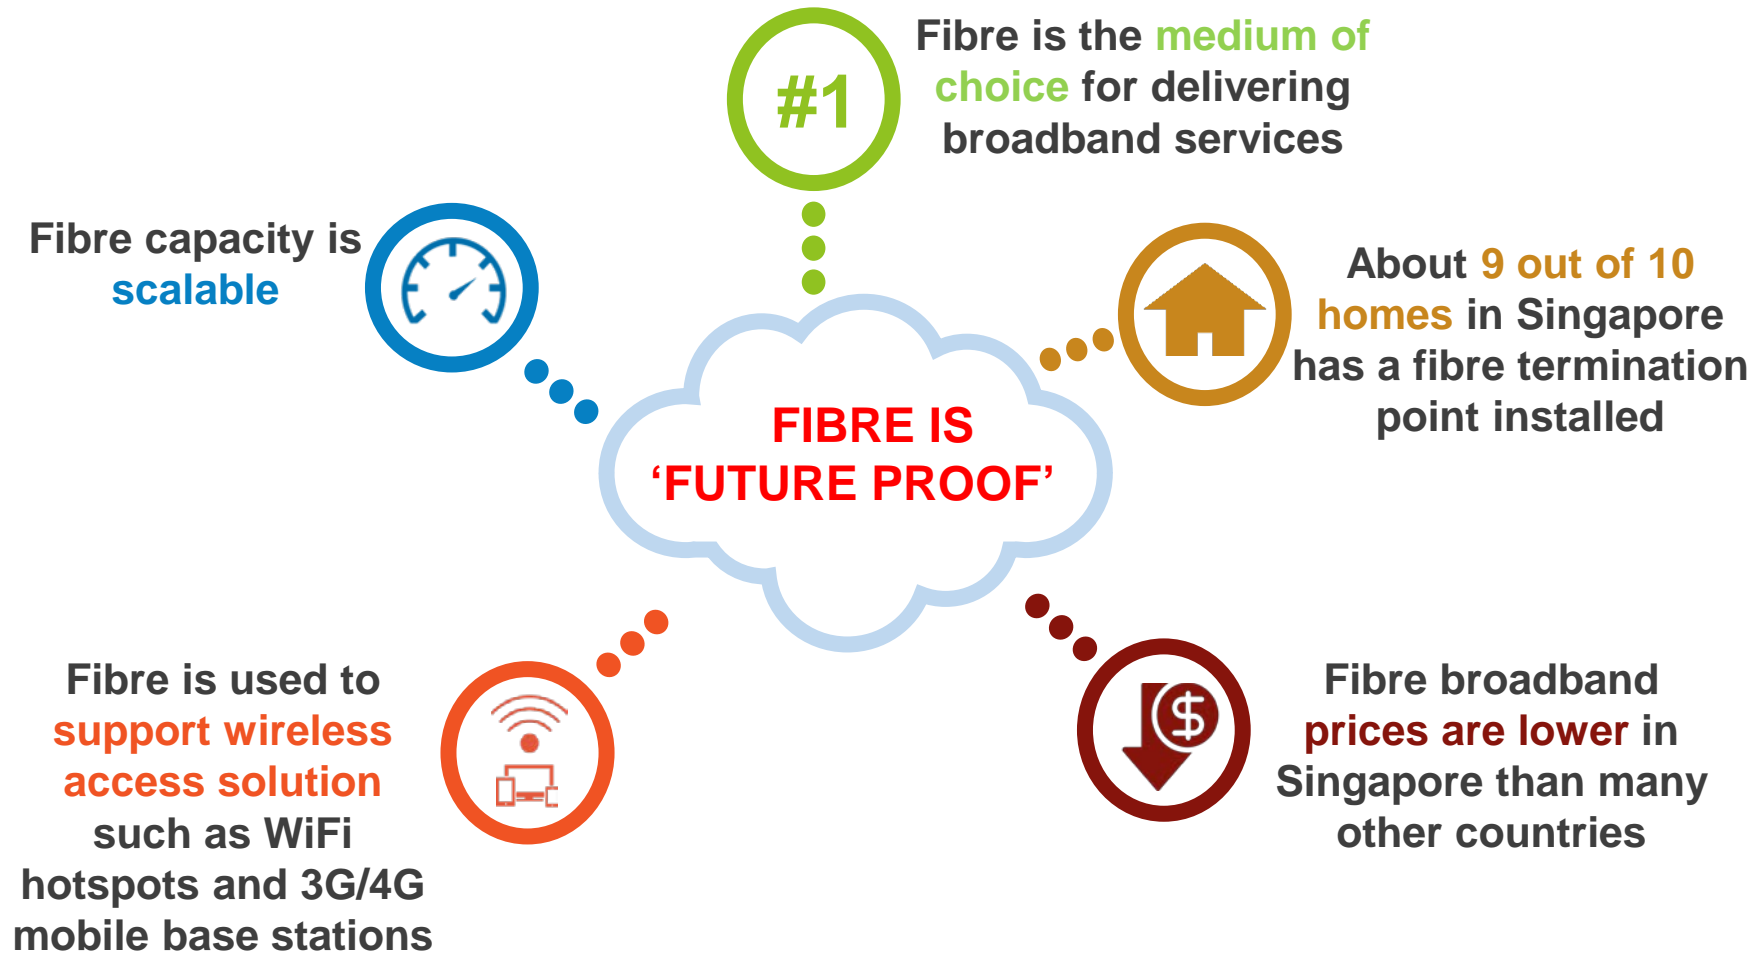 #1
Fibre is the medium of
choice for delivering
broadband services
Fibre capacity is
scalable
About 9 out of 10
homes in Singapore
has a fibre termination
point installed
FIBRE IS
‘FUTURE PROOF’
Fibre is used to
support wireless
access solution
such as WiFi
hotspots and 3G/4G
mobile base stations
$
Fibre broadband
prices are lower in
Singapore than many
other countries